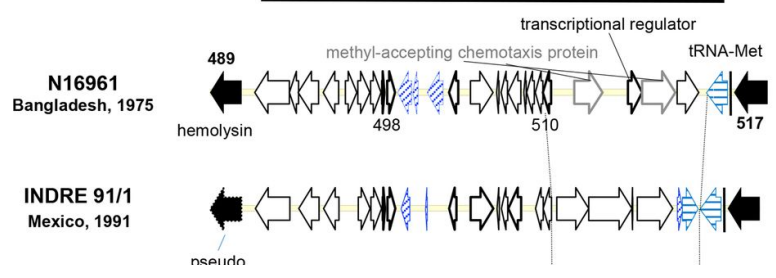 transcriptional regulator
methyl-accepting chemotaxis protein
tRNA-Met
489
N16961
Bangladesh, 1975
hemolysin
498
510
517
INDRE 91/1
Mexico, 1991
pseudo